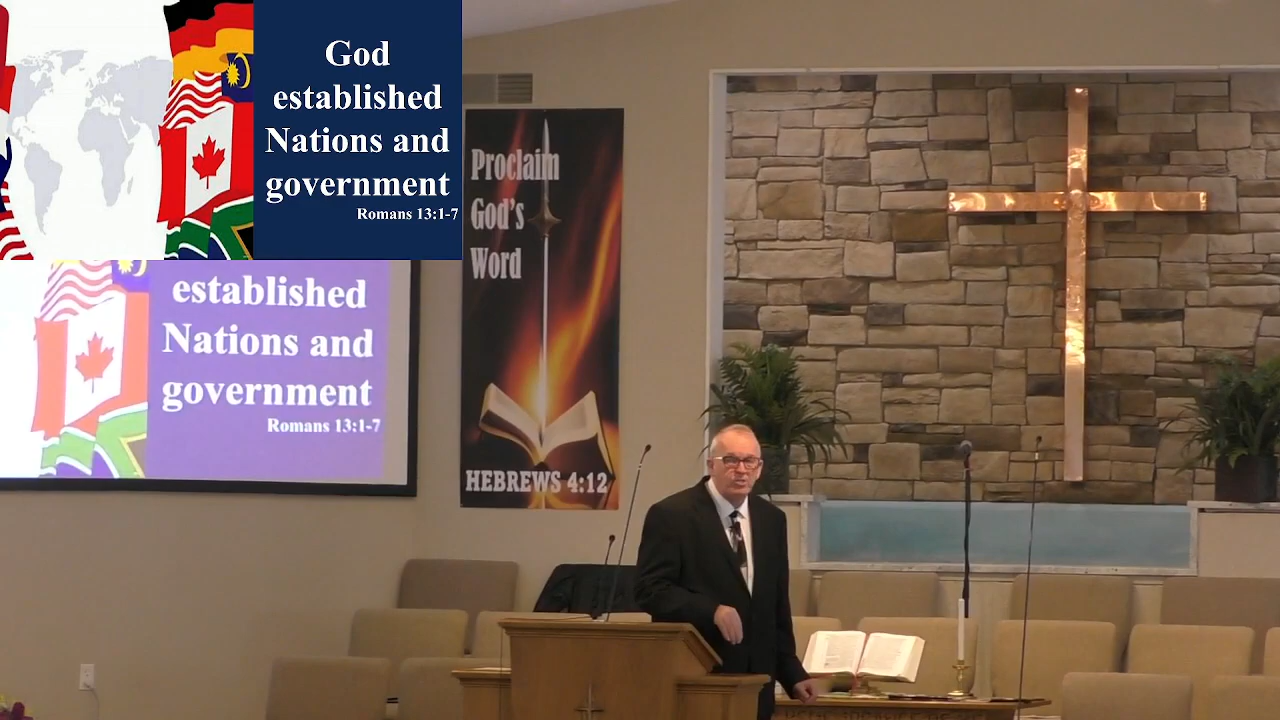 God
established
Nations and
government
Romans 13:1-7
established
Nations and
government
Romans 13:1-7
Proclaim
God's
Word
HEBREWS 4:12